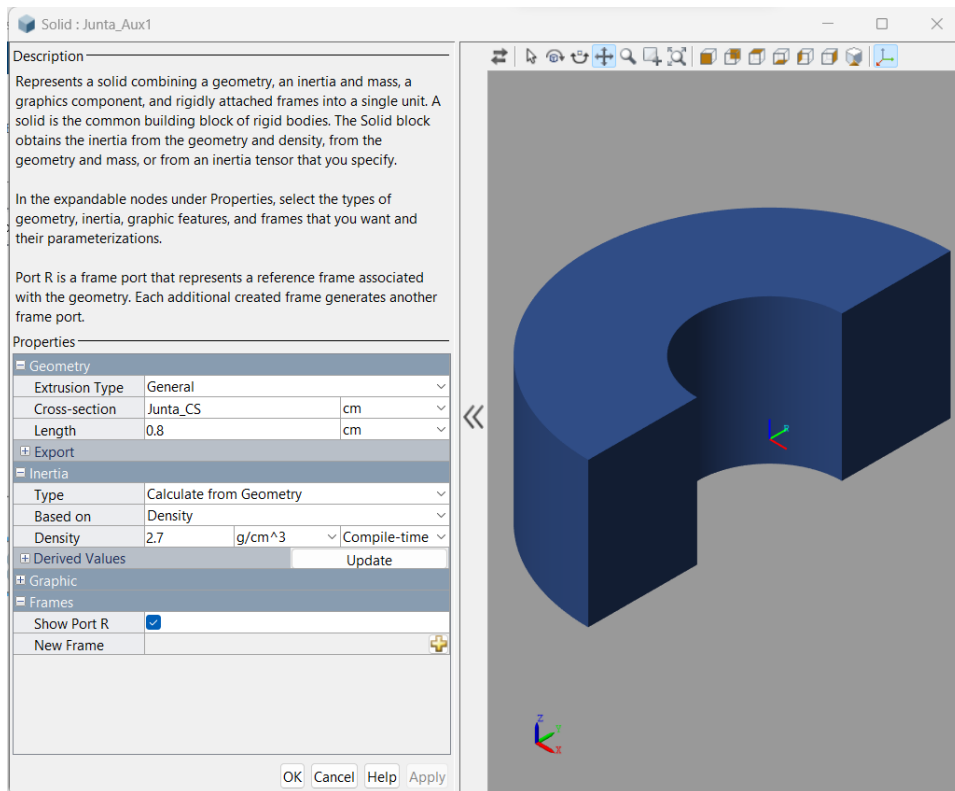 Solid : Junta_Aux1
Description
Represents a solid combining a geometry, an inertia and mass, a
graphics component, and rigidly attached frames into a single unit. A
solid is the common building block of rigid bodies. The Solid block
obtains the inertia from the geometry and density, from the
geometry and mass, or from an inertia tensor that you specify.
In the expandable nodes under Properties, select the types of
geometry, inertia, graphic features, and frames that you want and
their parameterizations.
Port R is a frame port that represents a reference frame associated
with the geometry. Each additional created frame generates another
frame port.
Properties
Geometry
Extrusion Type General
Cross-section Junta_CS cm
Length 0.8 cm
Export
Inertia
Type Calculate from Geometry
Based on Density
Density 2.7 g/cm^3 Compile-time
Derived Values Update
Graphic
Frames
Show Port R
New Frame
OK Cancel Help Apply
R
Z
Y
X